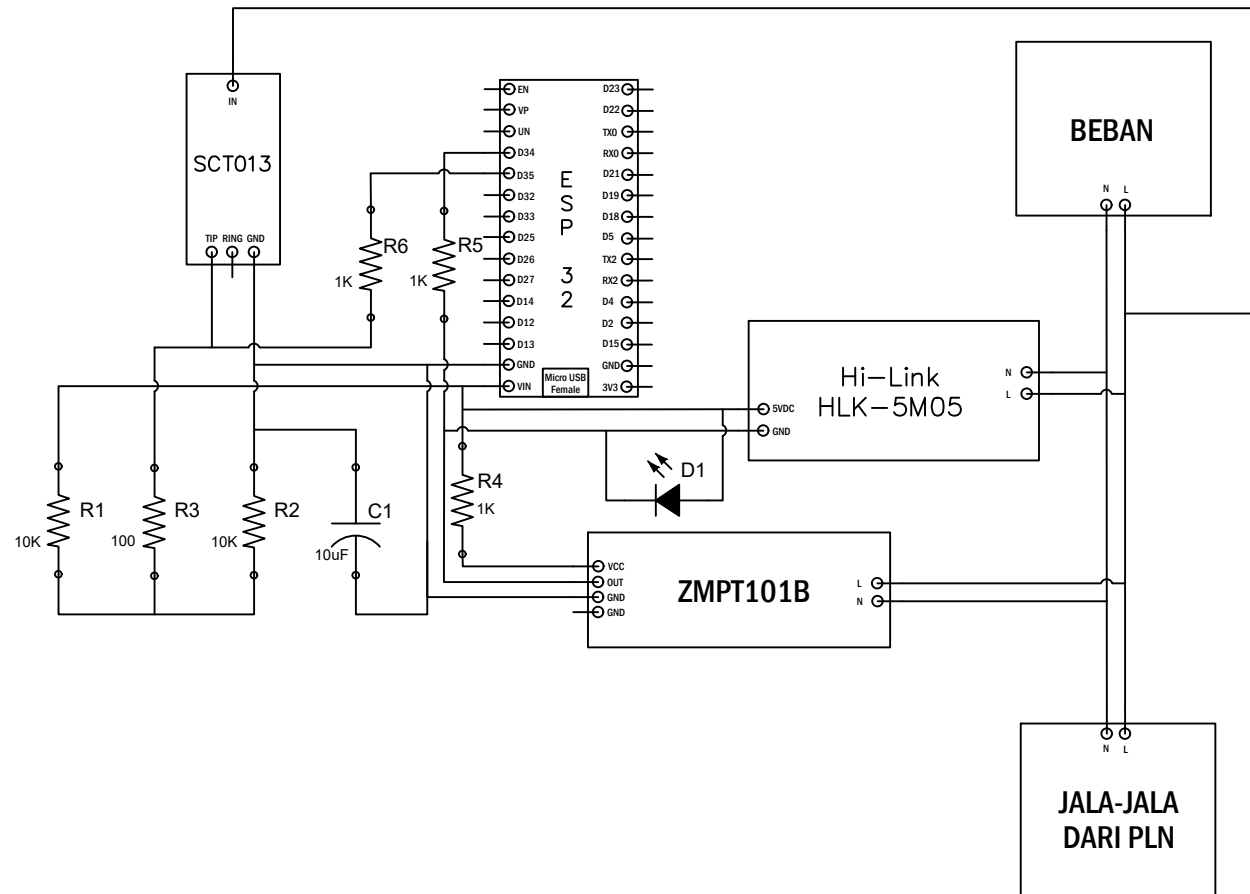 IN
SCT013
TIP RING GND
EN
VP
UN
D34
D35
D32
D33
D25
D26
D27
D14
D12
D13
GND
VIN
ESP 32
Micro USB
Female
D23
D22
TX0
RX0
D21
D19
D18
D5
TX2
RX2
D4
D2
D15
GND
3V3
R6
1K
R5
1K
BEBAN
N L
Hi-Link
HLK-5M05
N
L
5VDC
GND
D1
R4
1K
R1
10K
R3
100
R2
10K
C1
10uF
VCC
OUT
GND
GND
ZMPT101B
L
N
N L
JALA-JALA
DARI PLN